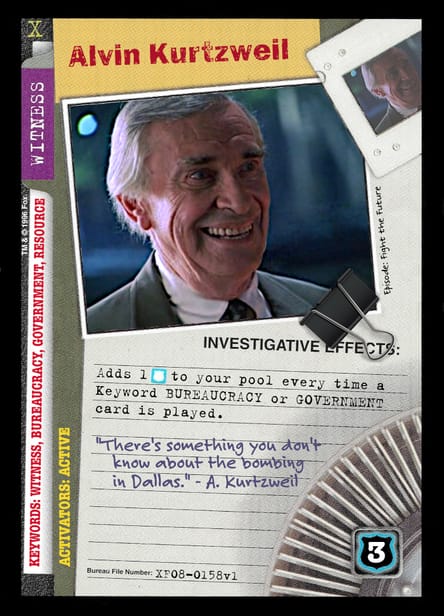 X
Alvin Kurtzweil
WITNESS
TM & © 1996 Fox.
KEYWORDS: WITNESS, BUREAUCRACY, GOVERNMENT, RESOURCE
ACTIVATORS: ACTIVE
Episode: Fight the Future
INVESTIGATIVE EFFECTS:
Adds 1 to your pool every time a
Keyword BUREAUCRACY or GOVERNMENT
card is played.
"There's something you don't
know about the bombing
in Dallas." - A. Kurtzweil
3
Bureau File Number: XF08-0158v1